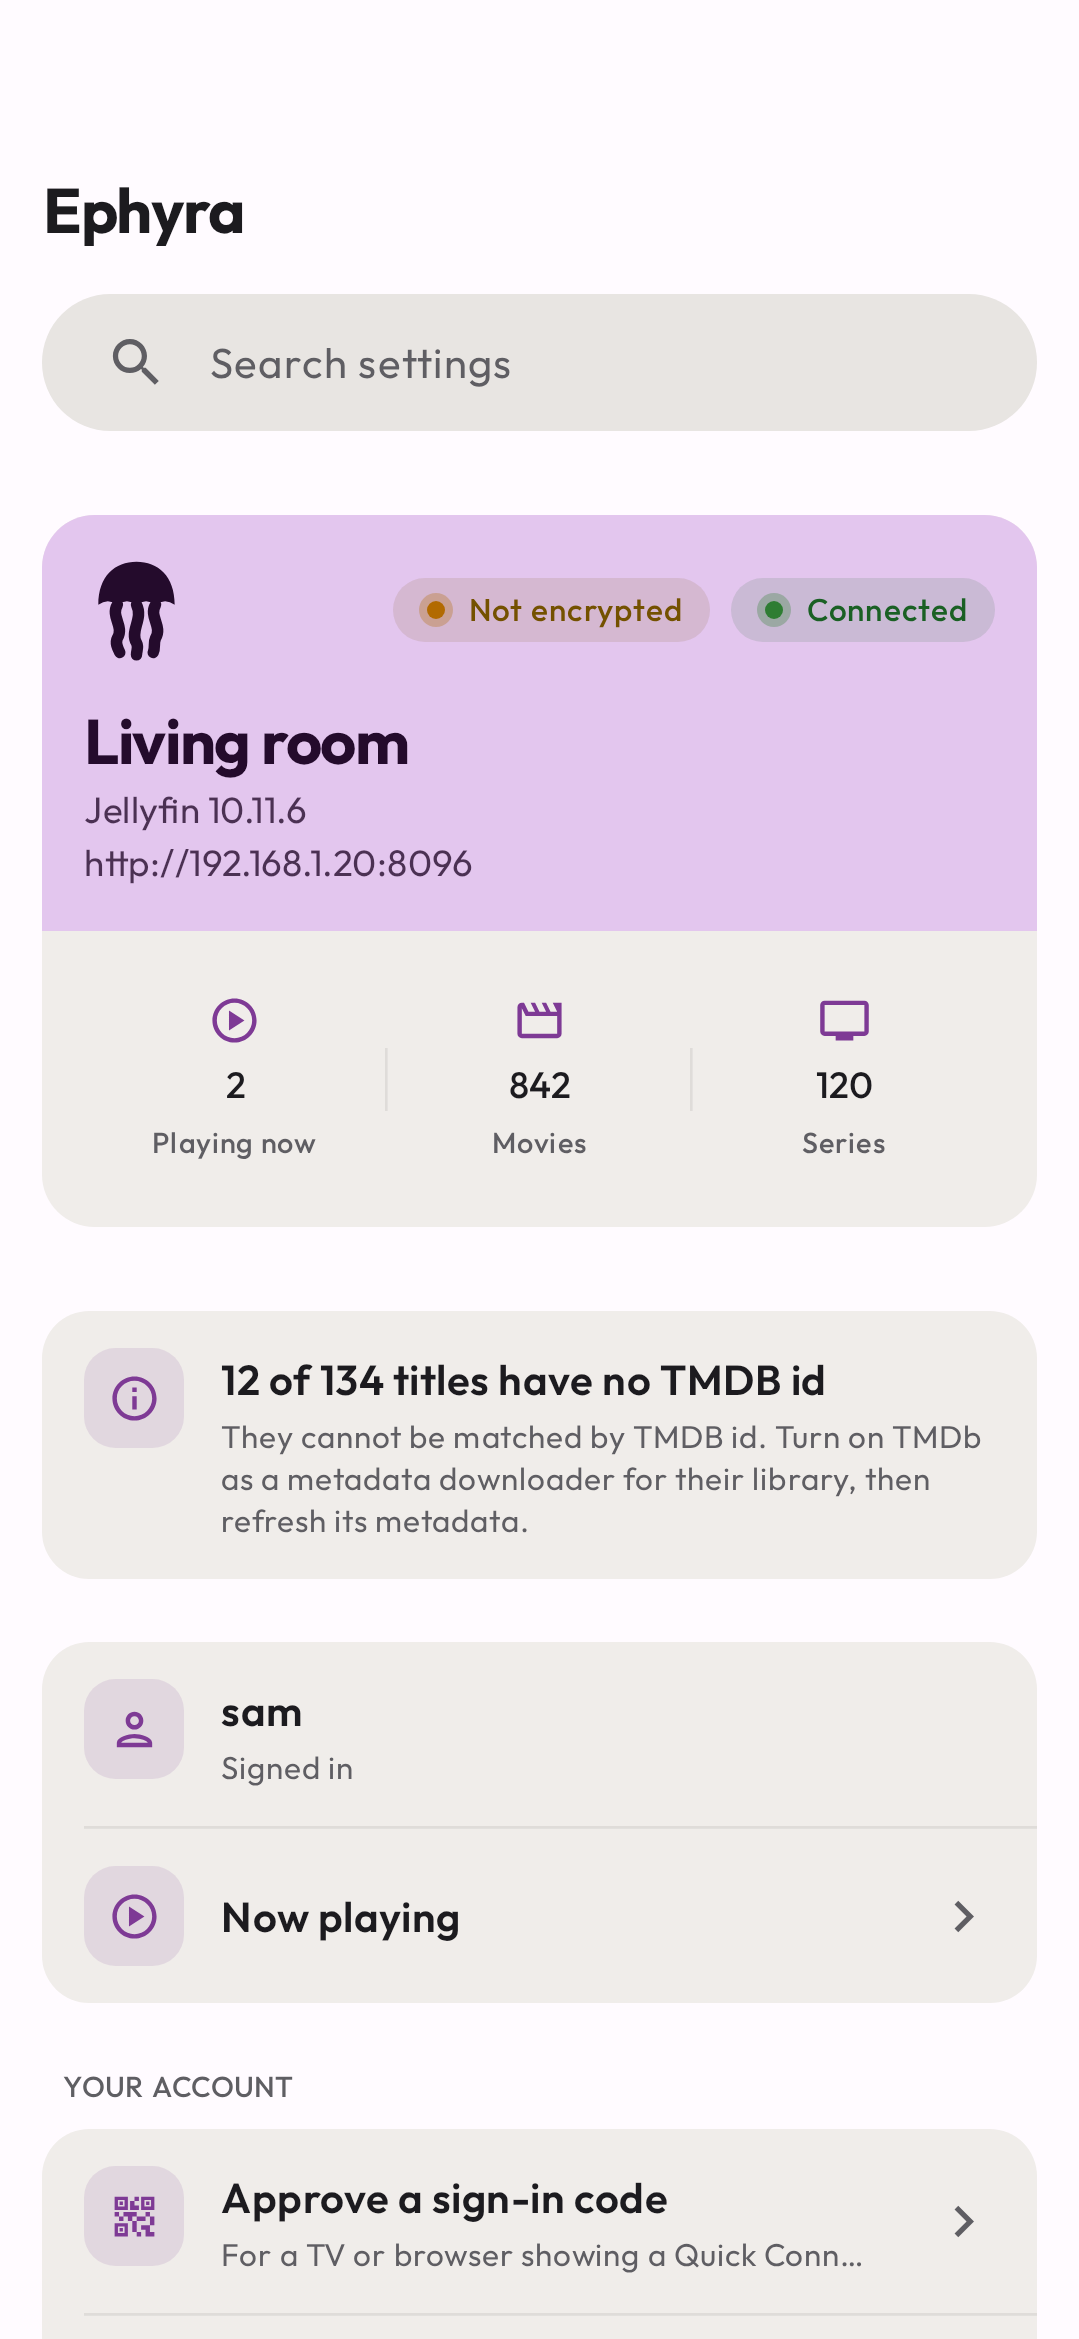 Ephyra
Search settings
Not encrypted
Connected
Living room
Jellyfin 10.11.6
http://192.168.1.20:8096
2
842
120
Playing now
Movies
Series
12 of 134 titles have no TMDB id
They cannot be matched by TMDB id. Turn on TMDb
as a metadata downloader for their library, then
refresh its metadata.
sam
Signed in
Now playing
YOUR ACCOUNT
Approve a sign-in code
For a TV or browser showing a Quick Conn…